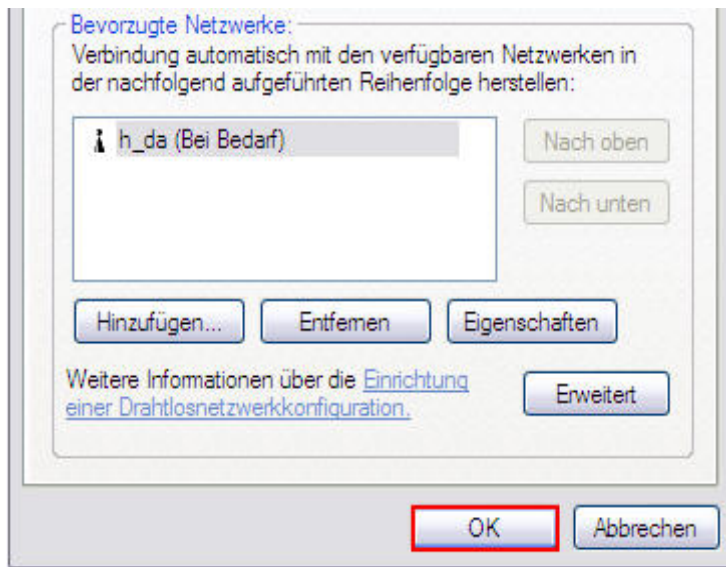 Bevorzugte Netzwerke:
Verbindung automatisch mit den verfügbaren Netzwerken in
der nachfolgend aufgeführten Reihenfolge herstellen:
h_da (Bei Bedarf)
Nach oben
Nach unten
Hinzufügen...
Entfernen
Eigenschaften
Weitere Informationen über die Einrichtung
einer Drahtlosnetzwerkkonfiguration.
Erweitert
OK
Abbrechen